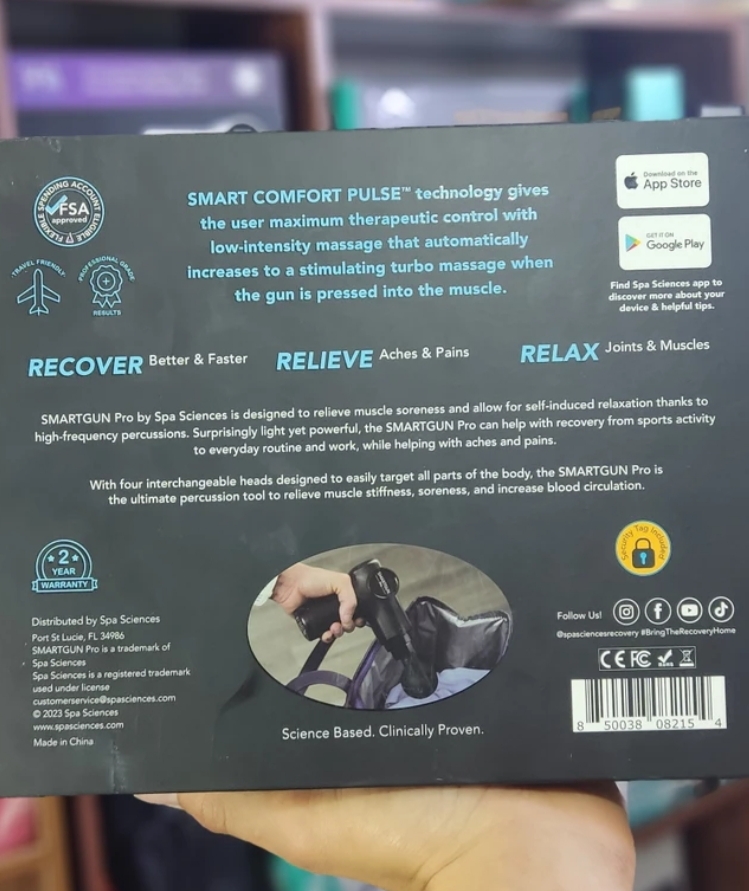 FLEXIBLE SPENDING ACCOUNT ELIGIBLE
FSA
approved
TRAVEL FRIENDLY
PROFESSIONAL GRADE
RESULTS
SMART COMFORT PULSE™ technology gives
the user maximum therapeutic control with
low-intensity massage that automatically
increases to a stimulating turbo massage when
the gun is pressed into the muscle.
Download on the
App Store
GET IT ON
Google Play
Find Spa Sciences app to
discover more about your
device & helpful tips.
RECOVER Better & Faster
RELIEVE Aches & Pains
RELAX Joints & Muscles
SMARTGUN Pro by Spa Sciences is designed to relieve muscle soreness and allow for self-induced relaxation thanks to
high-frequency percussions. Surprisingly light yet powerful, the SMARTGUN Pro can help with recovery from sports activity
to everyday routine and work, while helping with aches and pains.
With four interchangeable heads designed to easily target all parts of the body, the SMARTGUN Pro is
the ultimate percussion tool to relieve muscle stiffness, soreness, and increase blood circulation.
2
YEAR
WARRANTY
Distributed by Spa Sciences
Port St Lucie, FL 34986
SMARTGUN Pro is a trademark of
Spa Sciences
Spa Sciences is a registered trademark
used under license
customerservice@spasciences.com
© 2023 Spa Sciences
www.spasciences.com
Made in China
Science Based. Clinically Proven.
Security Tag Included
Follow Us!
@spasciencesrecovery #BringTheRecoveryHome
CE FC RoHS
8 50038 08215 4